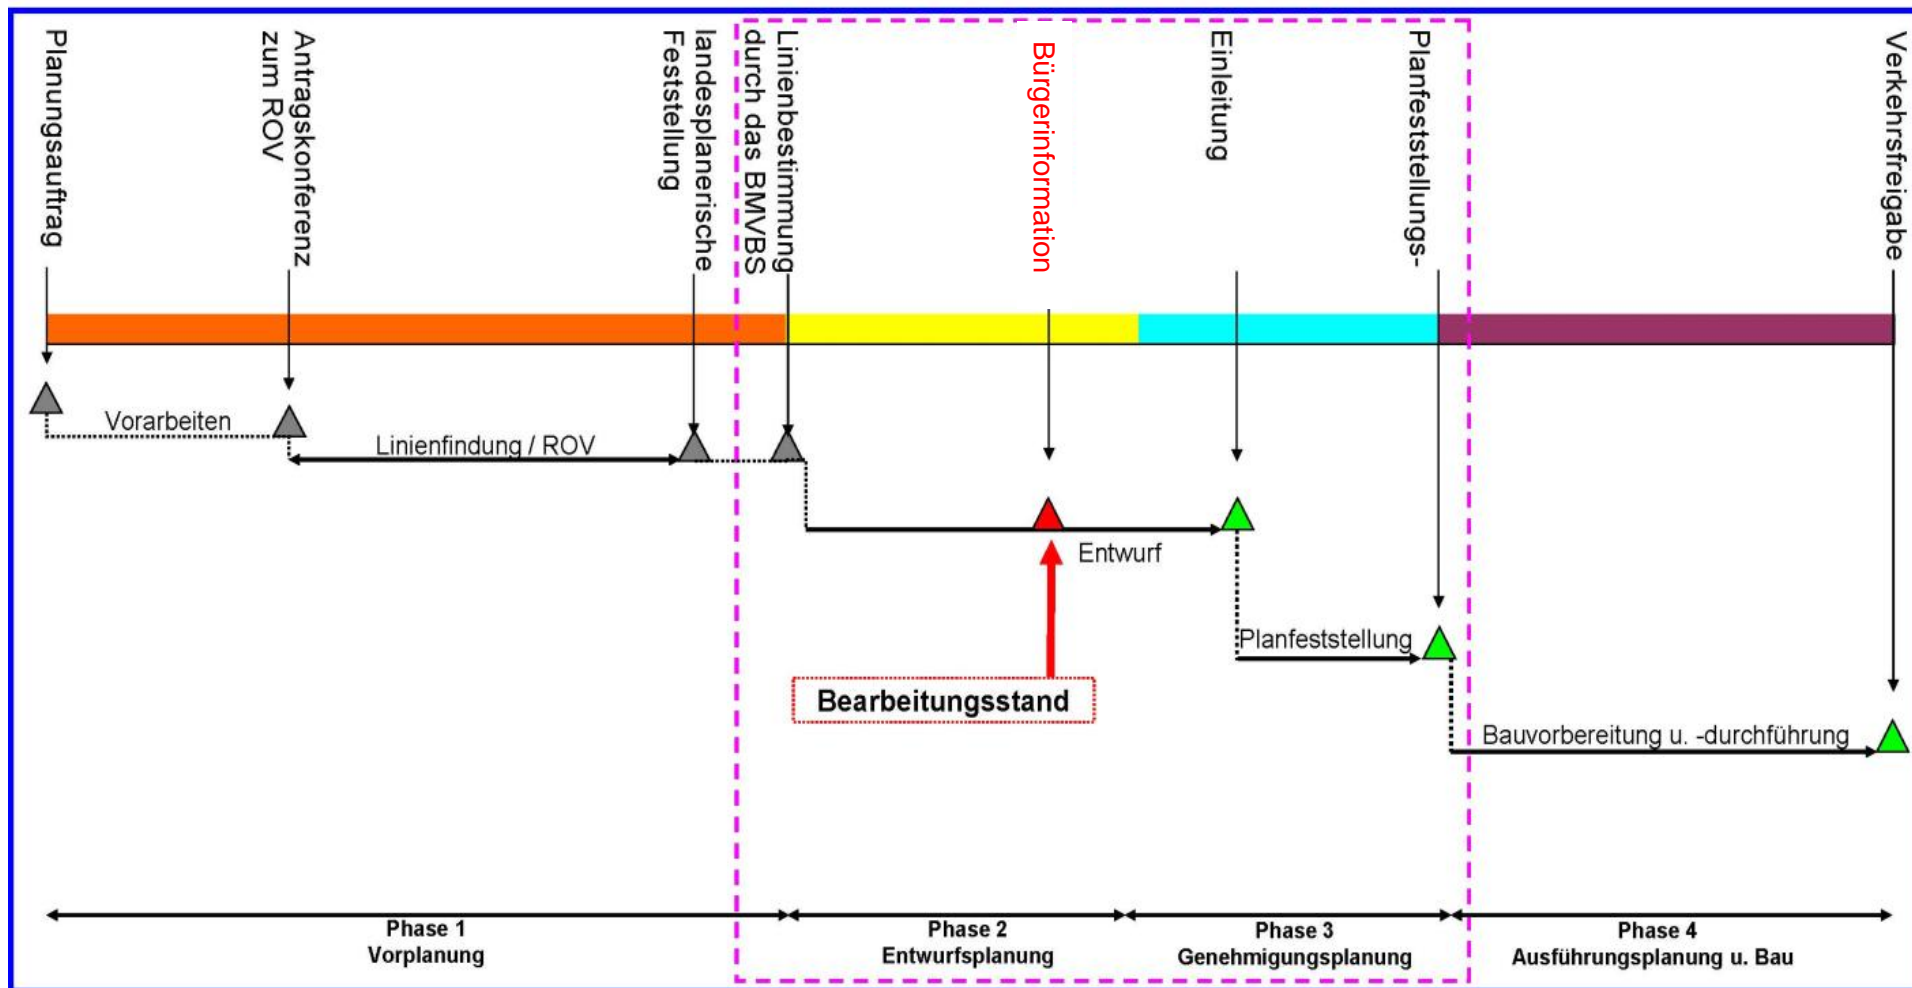 Planungsauftrag
Antragskonferenz
zum ROV
landesplanerische
Feststellung
Linienbestimmung
durch das BMVBS
Bürgerinformation
Einleitung
Planfeststellungs-
Verkehrsfreigabe
Vorarbeiten
Linienfindung / ROV
Entwurf
Planfeststellung
Bearbeitungsstand
Bauvorbereitung u. -durchführung
Phase 1
Vorplanung
Phase 2
Entwurfsplanung
Phase 3
Genehmigungsplanung
Phase 4
Ausführungsplanung u. Bau